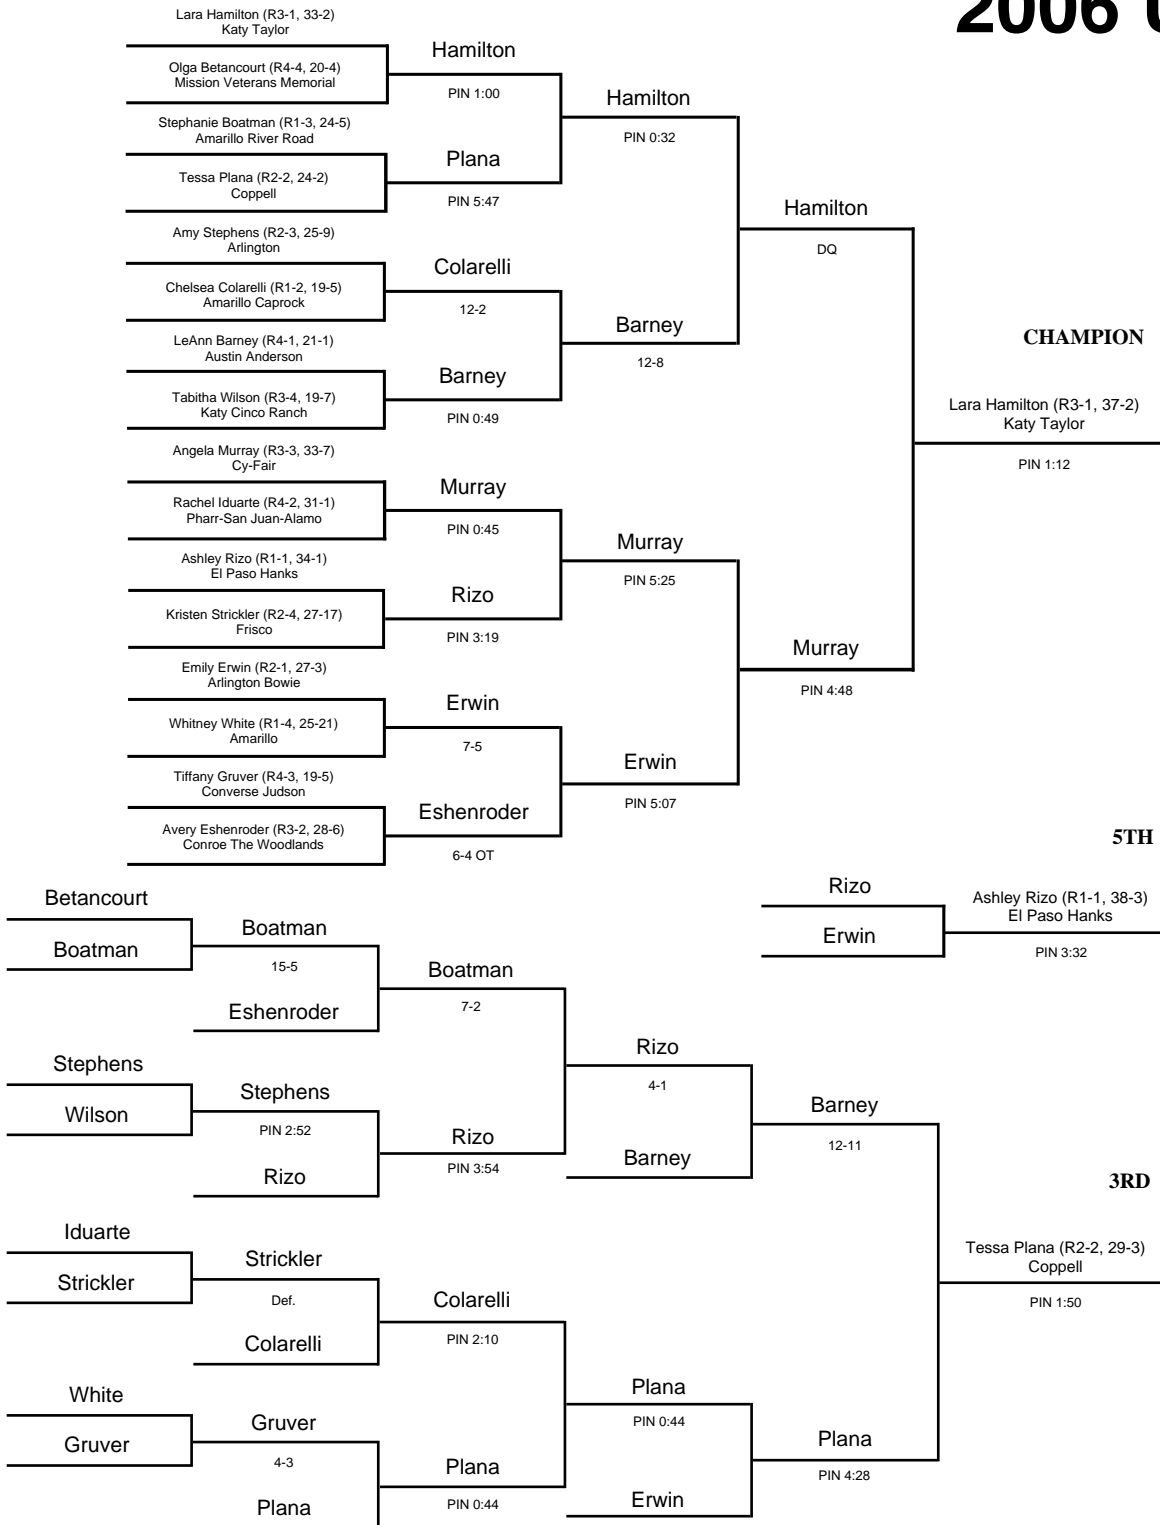 2006 U
Lara Hamilton (R3-1, 33-2)
Katy Taylor
Olga Betancourt (R4-4, 20-4)
Mission Veterans Memorial
Stephanie Boatman (R1-3, 24-5)
Amarillo River Road
Tessa Plana (R2-2, 24-2)
Coppell
Amy Stephens (R2-3, 25-9)
Arlington
Chelsea Colarelli (R1-2, 19-5)
Amarillo Caprock
LeAnn Barney (R4-1, 21-1)
Austin Anderson
Tabitha Wilson (R3-4, 19-7)
Katy Cinco Ranch
Angela Murray (R3-3, 33-7)
Cy-Fair
Rachel Iduarte (R4-2, 31-1)
Pharr-San Juan-Alamo
Ashley Rizo (R1-1, 34-1)
El Paso Hanks
Kristen Strickler (R2-4, 27-17)
Frisco
Emily Erwin (R2-1, 27-3)
Arlington Bowie
Whitney White (R1-4, 25-21)
Amarillo
Tiffany Gruver (R4-3, 19-5)
Converse Judson
Avery Eshenroder (R3-2, 28-6)
Conroe The Woodlands
Hamilton
PIN 1:00
Plana
PIN 5:47
Colarelli
12-2
Barney
PIN 0:49
Murray
PIN 0:45
Rizo
PIN 3:19
Erwin
7-5
Eshenroder
6-4 OT
Hamilton
PIN 0:32
Barney
12-8
Murray
PIN 5:25
Erwin
PIN 5:07
Hamilton
DQ
Murray
PIN 4:48
CHAMPION
Lara Hamilton (R3-1, 37-2)
Katy Taylor
PIN 1:12
5TH
Rizo
Erwin
Ashley Rizo (R1-1, 38-3)
El Paso Hanks
PIN 3:32
Betancourt
Boatman
Stephens
Wilson
Iduarte
Strickler
White
Gruver
Boatman
15-5
Eshenroder
Stephens
PIN 2:52
Rizo
Strickler
Def.
Colarelli
Gruver
4-3
Plana
Boatman
7-2
Rizo
PIN 3:54
Colarelli
PIN 2:10
Plana
PIN 0:44
Rizo
4-1
Barney
Plana
PIN 0:44
Erwin
Barney
12-11
Plana
PIN 4:28
3RD
Tessa Plana (R2-2, 29-3)
Coppell
PIN 1:50